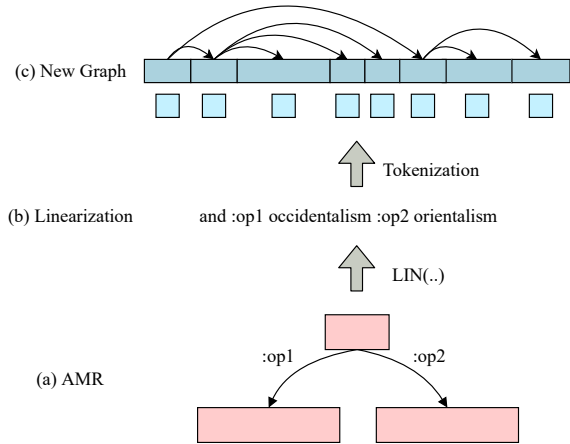 (c) New Graph
Tokenization
(b) Linearization
and :op1 occidentalism :op2 orientalism
LIN(..)
:op1
:op2
(a) AMR